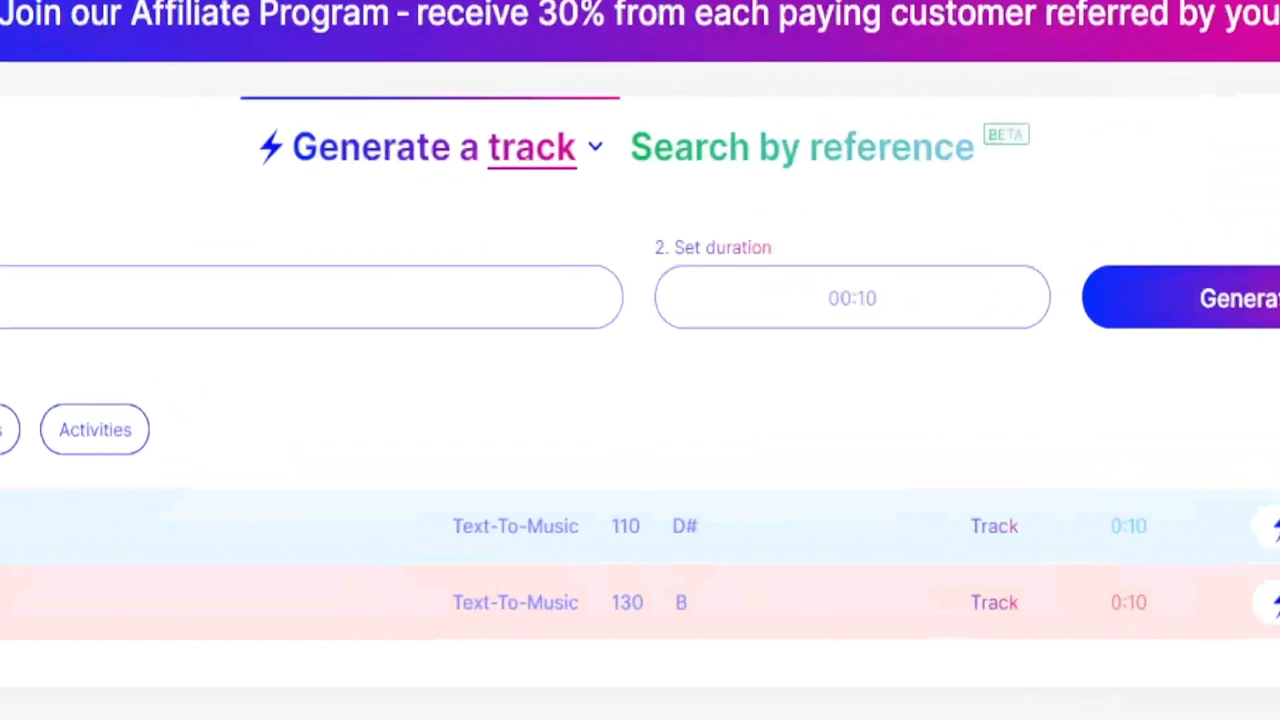 Join our Affiliate Program - receive 30% from each paying customer referred by you
Generate a track Search by reference BETA
2. Set duration
00:10
Activities
Text-To-Music 110 D# Track 0:10
Text-To-Music 130 B Track 0:10